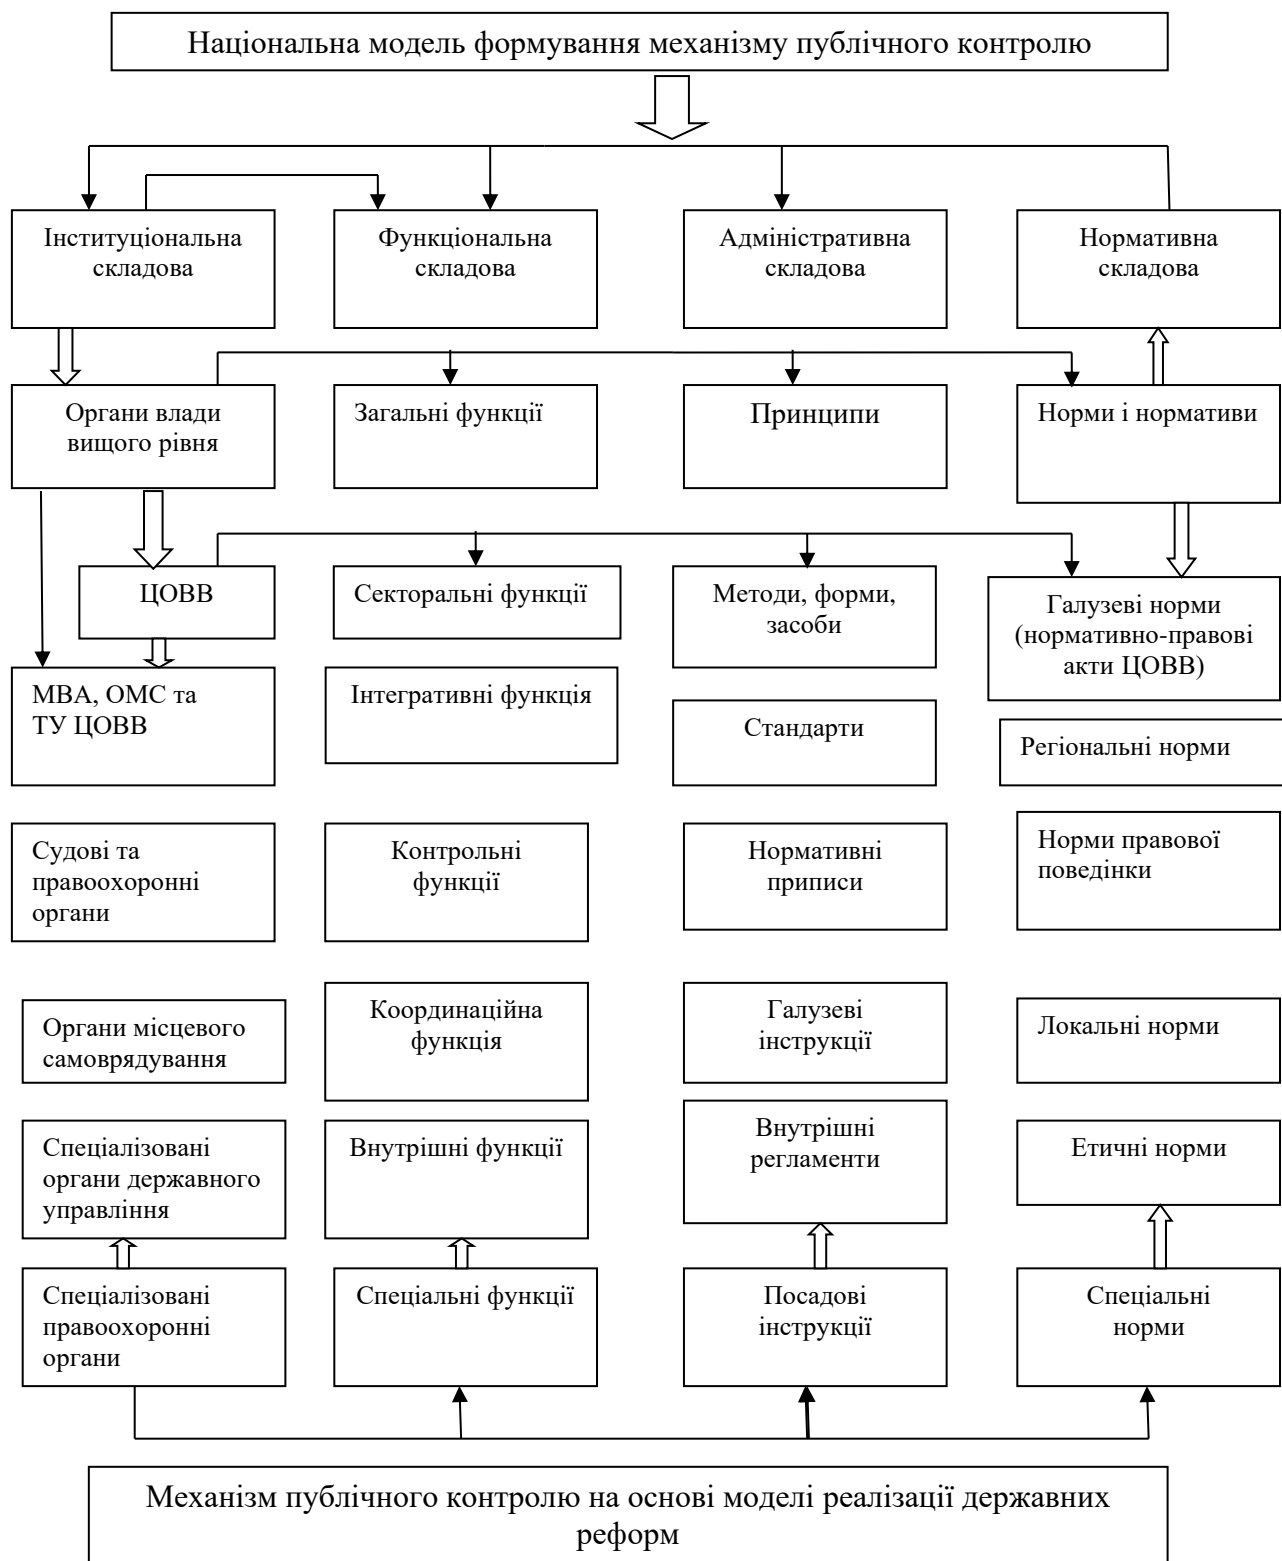 Національна модель формування механізму публічного контролю
Інституціональна
складова
Функціональна
складова
Адміністративна
складова
Нормативна
складова
Органи влади
вищого рівня
Загальні функції
Принципи
Норми і нормативи
ЦОВВ
Секторальні функції
Методи, форми,
засоби
Галузеві норми
(нормативно-правові
акти ЦОВВ)
МВА, ОМС та
ТУ ЦОВВ
Інтегративні функція
Стандарти
Регіональні норми
Судові та
правоохоронні
органи
Контрольні
функції
Нормативні
приписи
Норми правової
поведінки
Органи місцевого
самоврядування
Координаційна
функція
Галузеві
інструкції
Локальні норми
Спеціалізовані
органи державного
управління
Внутрішні функції
Внутрішні
регламенти
Етичні норми
Спеціалізовані
правоохоронні
органи
Спеціальні функції
Посадові
інструкції
Спеціальні
норми
Механізм публічного контролю на основі моделі реалізації державних
реформ